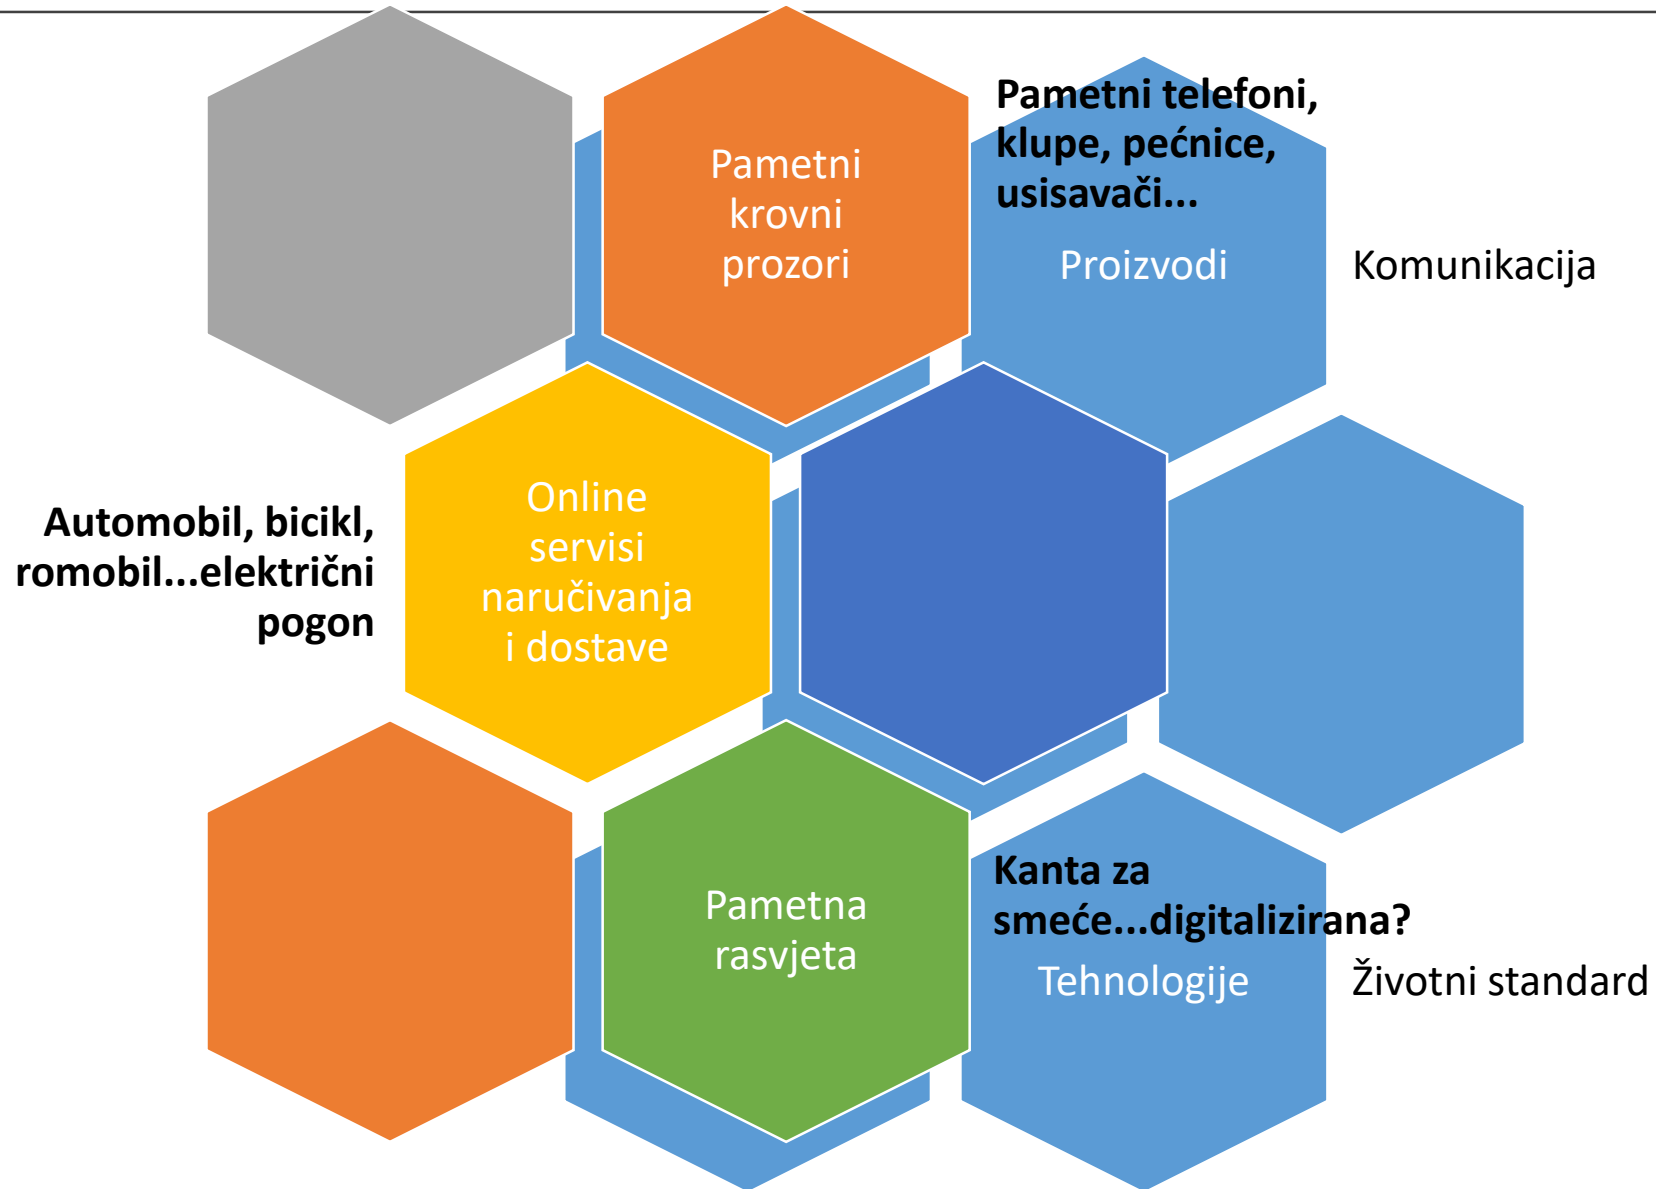 Pametni
krovni
prozori
Pametni telefoni,
klupe, pećnice,
usisavači...
Proizvodi
Komunikacija
Automobil, bicikl,
romobil...električni
pogon
Online
servisi
naručivanja
i dostave
Pametna
rasvjeta
Kanta za
smeće...digitalizirana?
Tehnologije
Životni standard